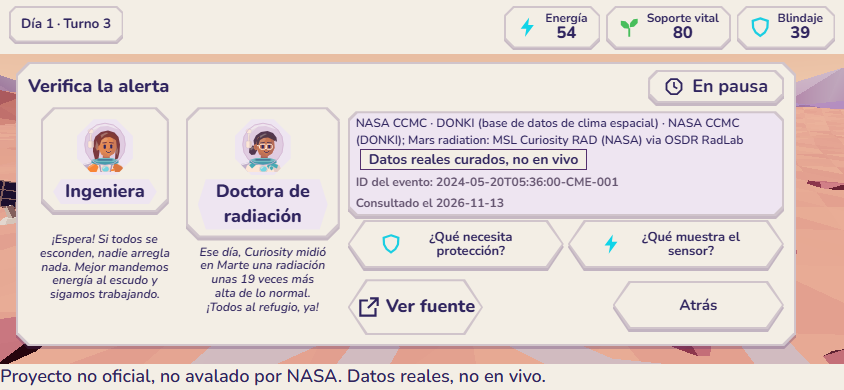 Día 1 · Turno 3
Energía
54
Soporte vital
80
Blindaje
39
Verifica la alerta
En pausa
Ingeniera
¡Espera! Si todos se
esconden, nadie arregla
nada. Mejor mandemos
energía al escudo y
sigamos trabajando.
Doctora de
radiación
Ese día, Curiosity midió
en Marte una radiación
unas 19 veces más
alta de lo normal.
¡Todos al refugio, ya!
NASA CCMC · DONKI (base de datos de clima espacial) · NASA CCMC
(DONKI); Mars radiation: MSL Curiosity RAD (NASA) via OSDR RadLab
Datos reales curados, no en vivo
ID del evento: 2024-05-20T05:36:00-CME-001
Consultado el 2026-11-13
¿Qué necesita
protección?
¿Qué muestra el
sensor?
Ver fuente
Atrás
Proyecto no oficial, no avalado por NASA. Datos reales, no en vivo.